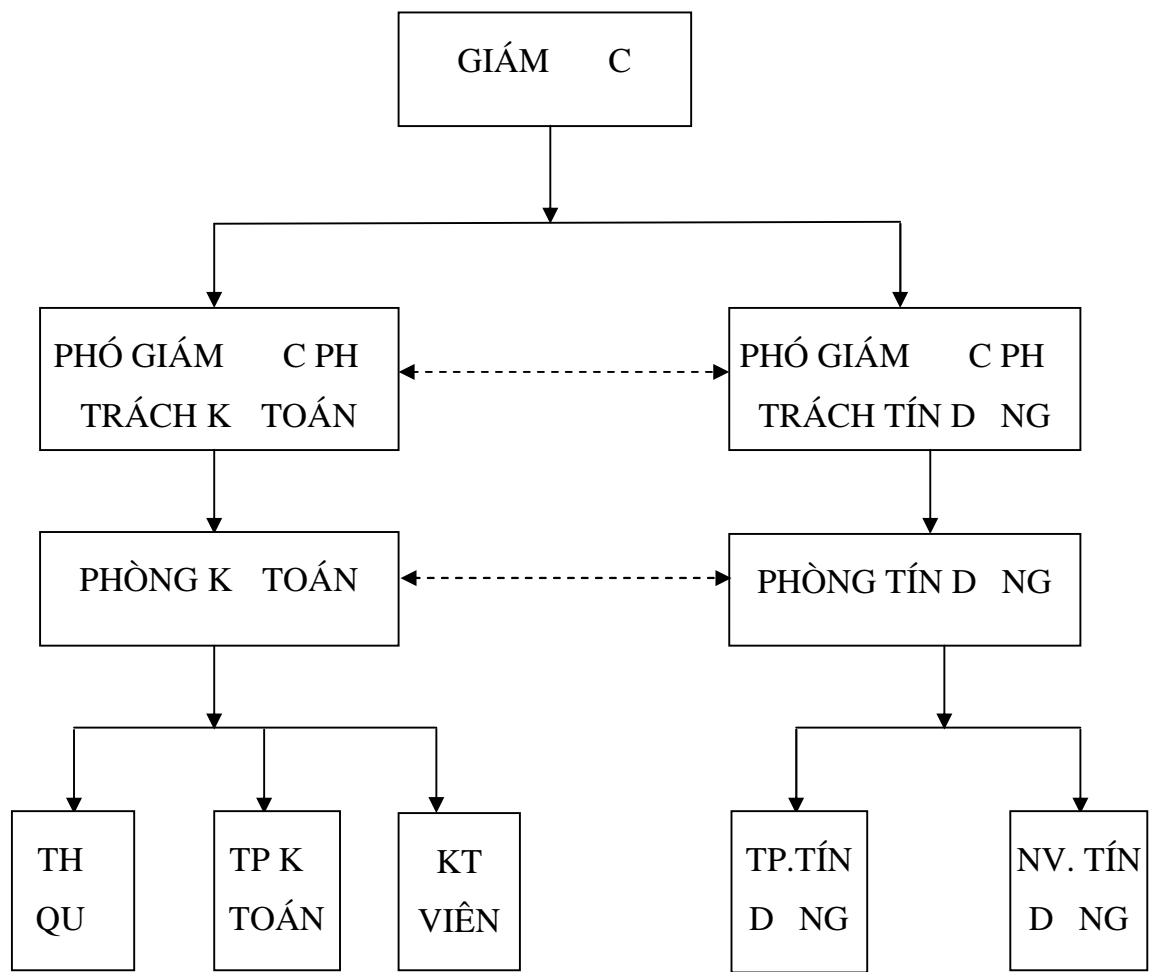 GIÁM C
PHÓ GIÁM C PH
TRÁCH K TOÁN
PHÓ GIÁM C PH
TRÁCH TÍN D NG
PHÒNG K TOÁN
PHÒNG TÍN D NG
TH
QU
TP K
TOÁN
KT
VIÊN
TP.TÍN
D NG
NV. TÍN
D NG